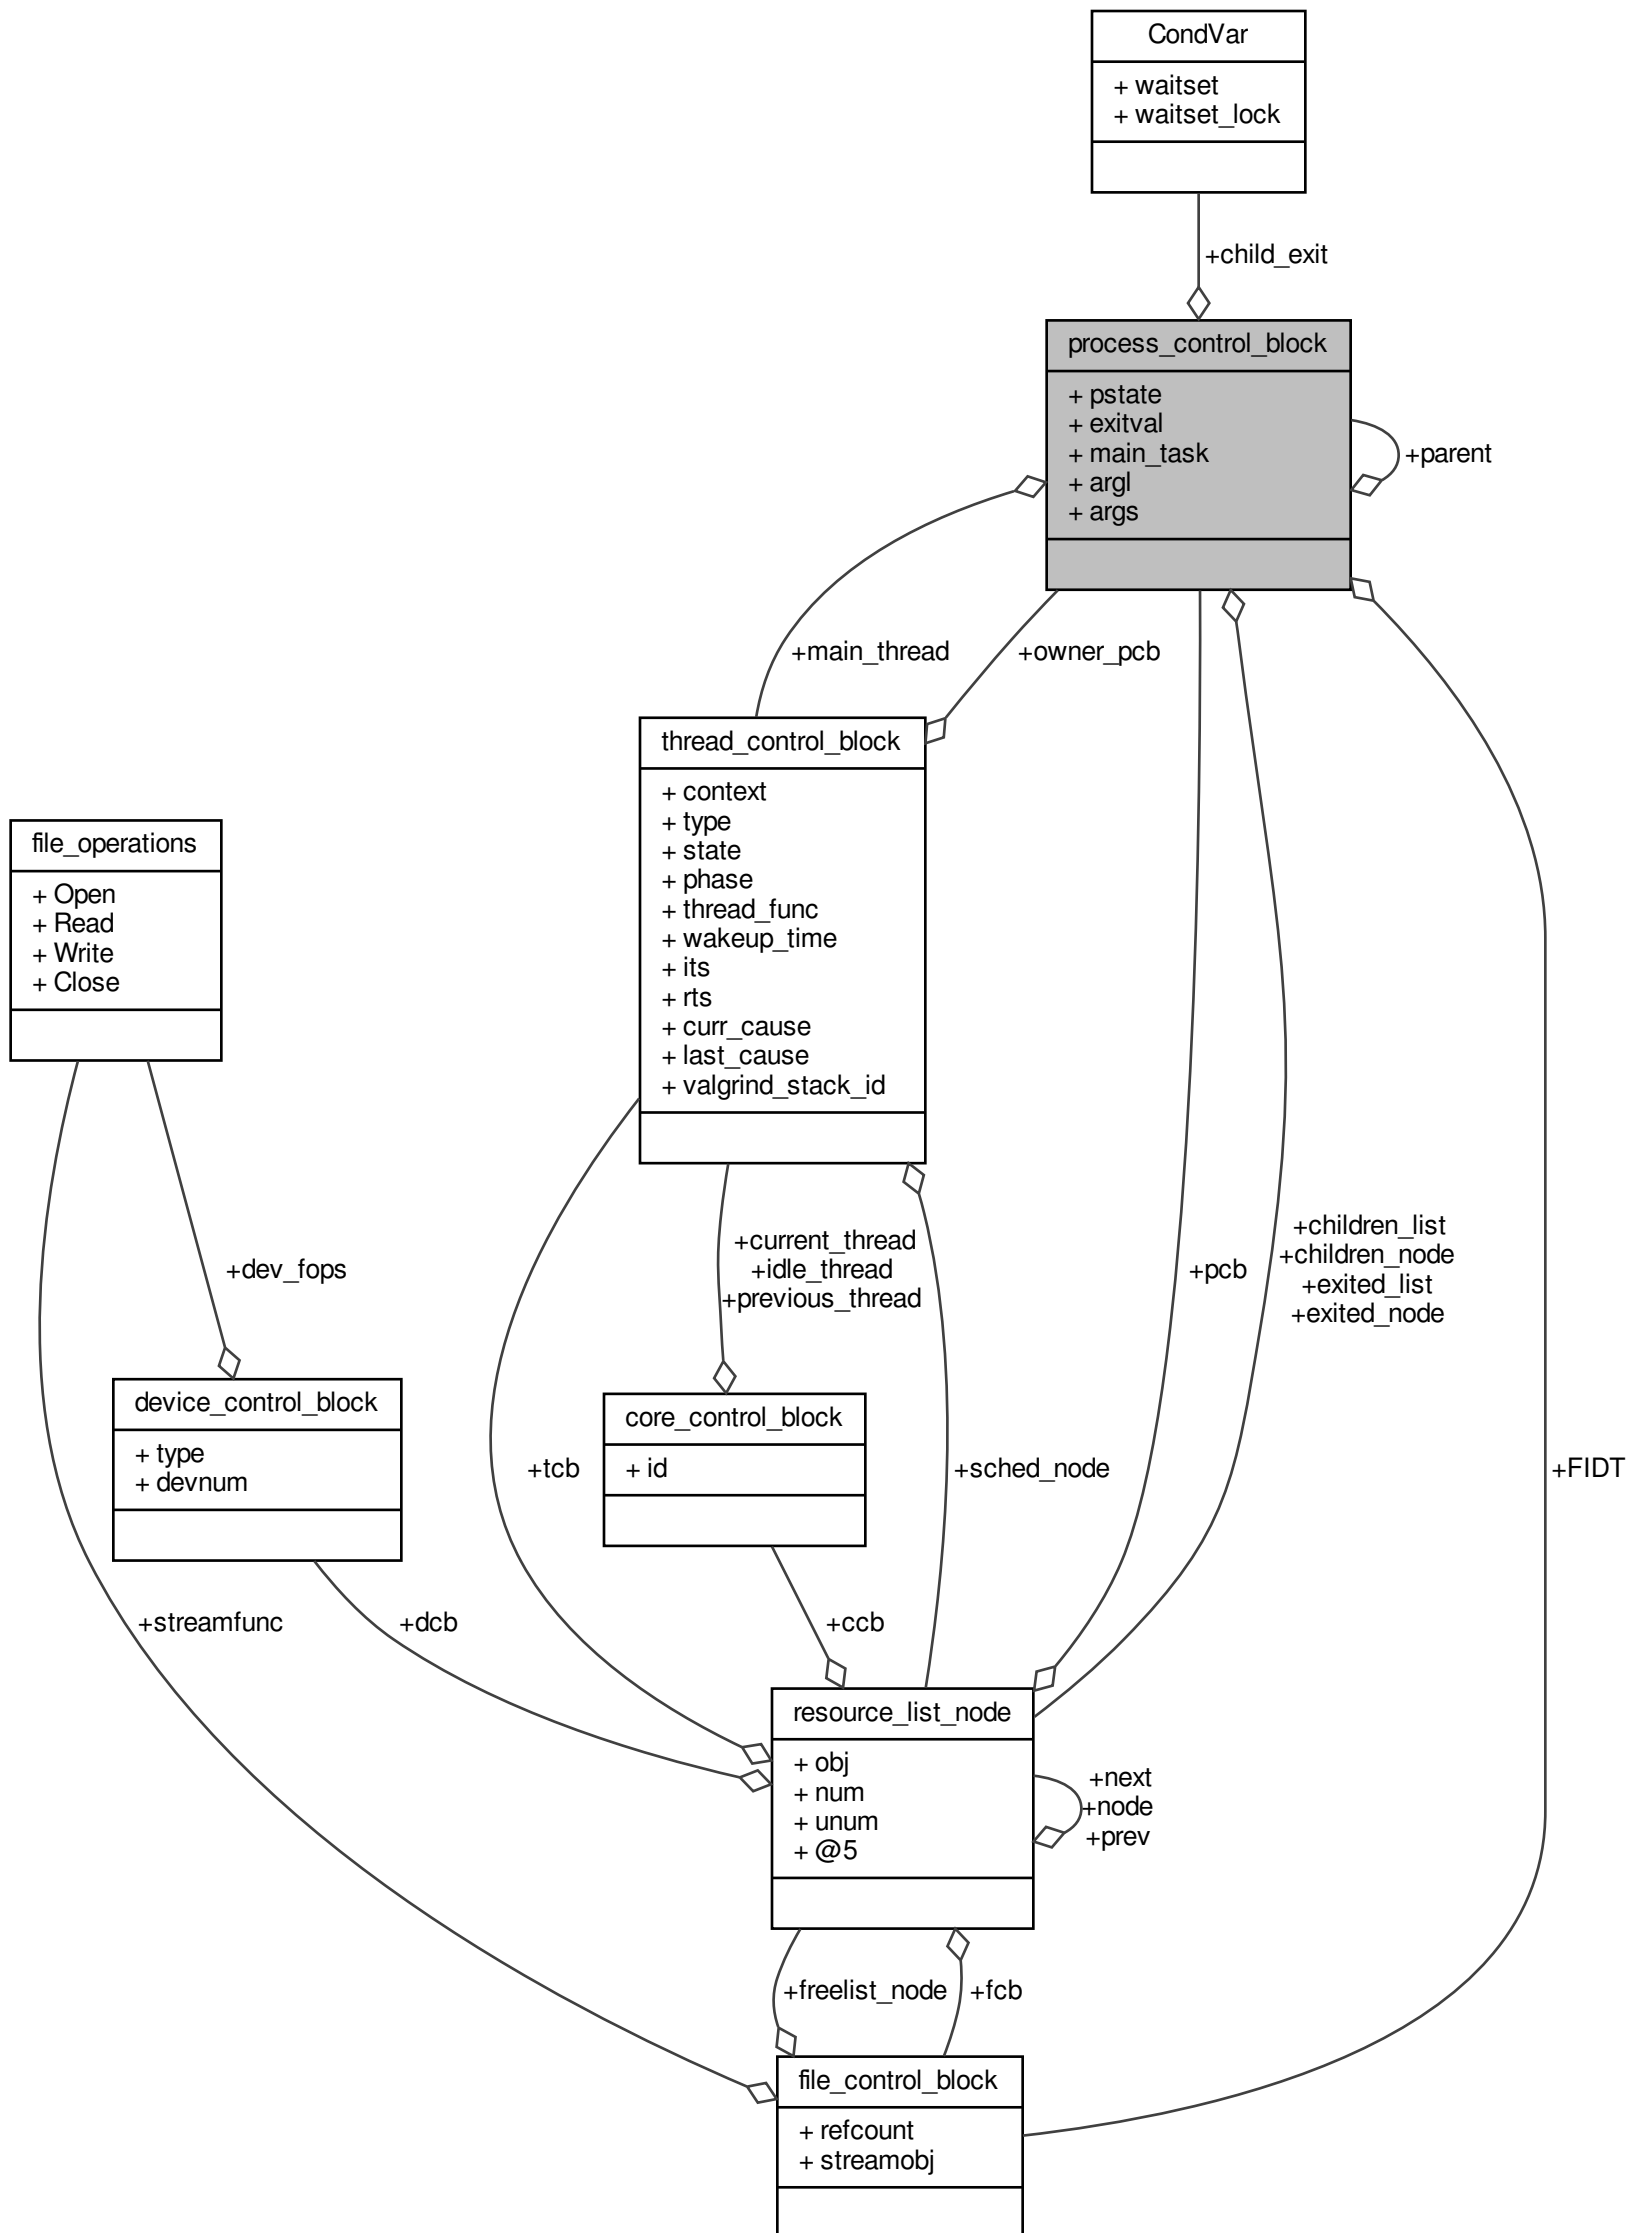 CondVar
+ waitset
+ waitset_lock
+child_exit
process_control_block
+ pstate
+ exitval
+ main_task
+ argl
+ args
+parent
+main_thread
+owner_pcb
thread_control_block
+ context
+ type
+ state
+ phase
+ thread_func
+ wakeup_time
+ its
+ rts
+ curr_cause
+ last_cause
+ valgrind_stack_id
file_operations
+ Open
+ Read
+ Write
+ Close
+dev_fops
+current_thread
+idle_thread
+previous_thread
+pcb
+children_list
+children_node
+exited_list
+exited_node
device_control_block
+ type
+ devnum
+tcb
core_control_block
+ id
+sched_node
+FIDT
+streamfunc
+dcb
+ccb
resource_list_node
+ obj
+ num
+ unum
+ @5
+next
+node
+prev
+freelist_node
+fcb
file_control_block
+ refcount
+ streamobj